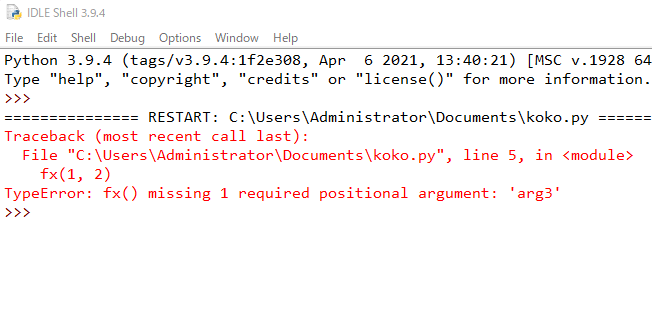 IDLE Shell 3.9.4
File Edit Shell Debug Options Window Help
Python 3.9.4 (tags/v3.9.4:1f2e308, Apr  6 2021, 13:40:21) [MSC v.1928 64
Type "help", "copyright", "credits" or "license()" for more information.
>>>
=============== RESTART: C:\Users\Administrator\Documents\koko.py ======
Traceback (most recent call last):
  File "C:\Users\Administrator\Documents\koko.py", line 5, in <module>
    fx(1, 2)
TypeError: fx() missing 1 required positional argument: 'arg3'
>>>